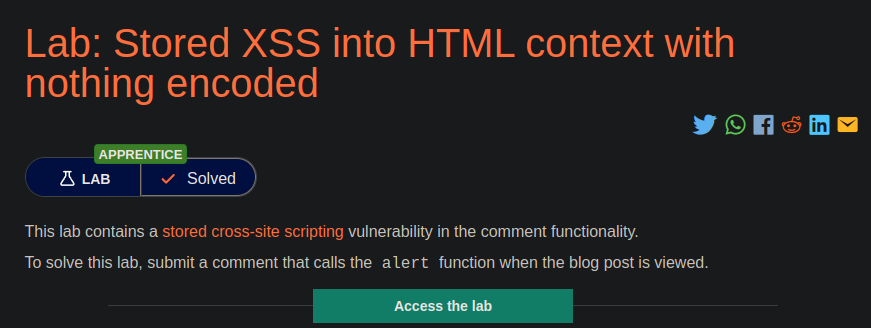 Lab: Stored XSS into HTML context with
nothing encoded
APPRENTICE
LAB
Solved
This lab contains a stored cross-site scripting vulnerability in the comment functionality.
To solve this lab, submit a comment that calls the alert function when the blog post is viewed.
Access the lab